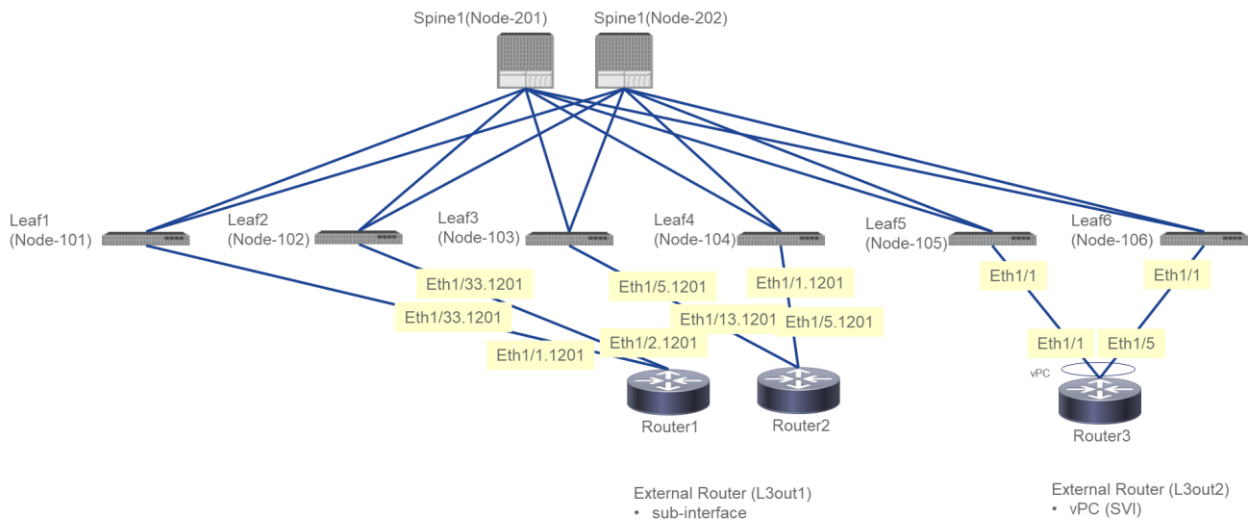 Spine1(Node-201)
Spine1(Node-202)
Leaf1
(Node-101)
Leaf2
(Node-102)
Leaf3
(Node-103)
Leaf4
(Node-104)
Leaf5
(Node-105)
Leaf6
(Node-106)
Eth1/33.1201
Eth1/5.1201
Eth1/1.1201
Eth1/1
Eth1/1
Eth1/33.1201
Eth1/13.1201
Eth1/5.1201
Eth1/1.1201
Eth1/2.1201
Eth1/1
Eth1/5
vPC
Router1
Router2
Router3
External Router (L3out1)
• sub-interface
External Router (L3out2)
• vPC (SVI)